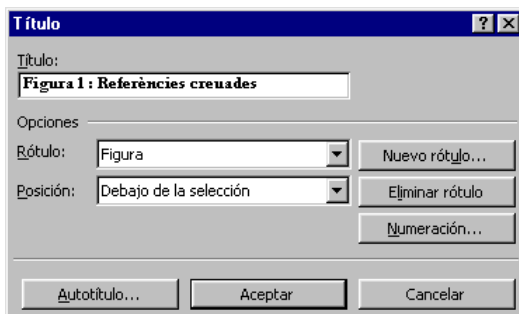 Título
Título:
Figura 1 : Referències creuades
Opciones
Rótulo: Figura Nuevo rótulo...
Posición: Debajo de la selección Eliminar rótulo
Numeración...
Autotítulo... Aceptar Cancelar